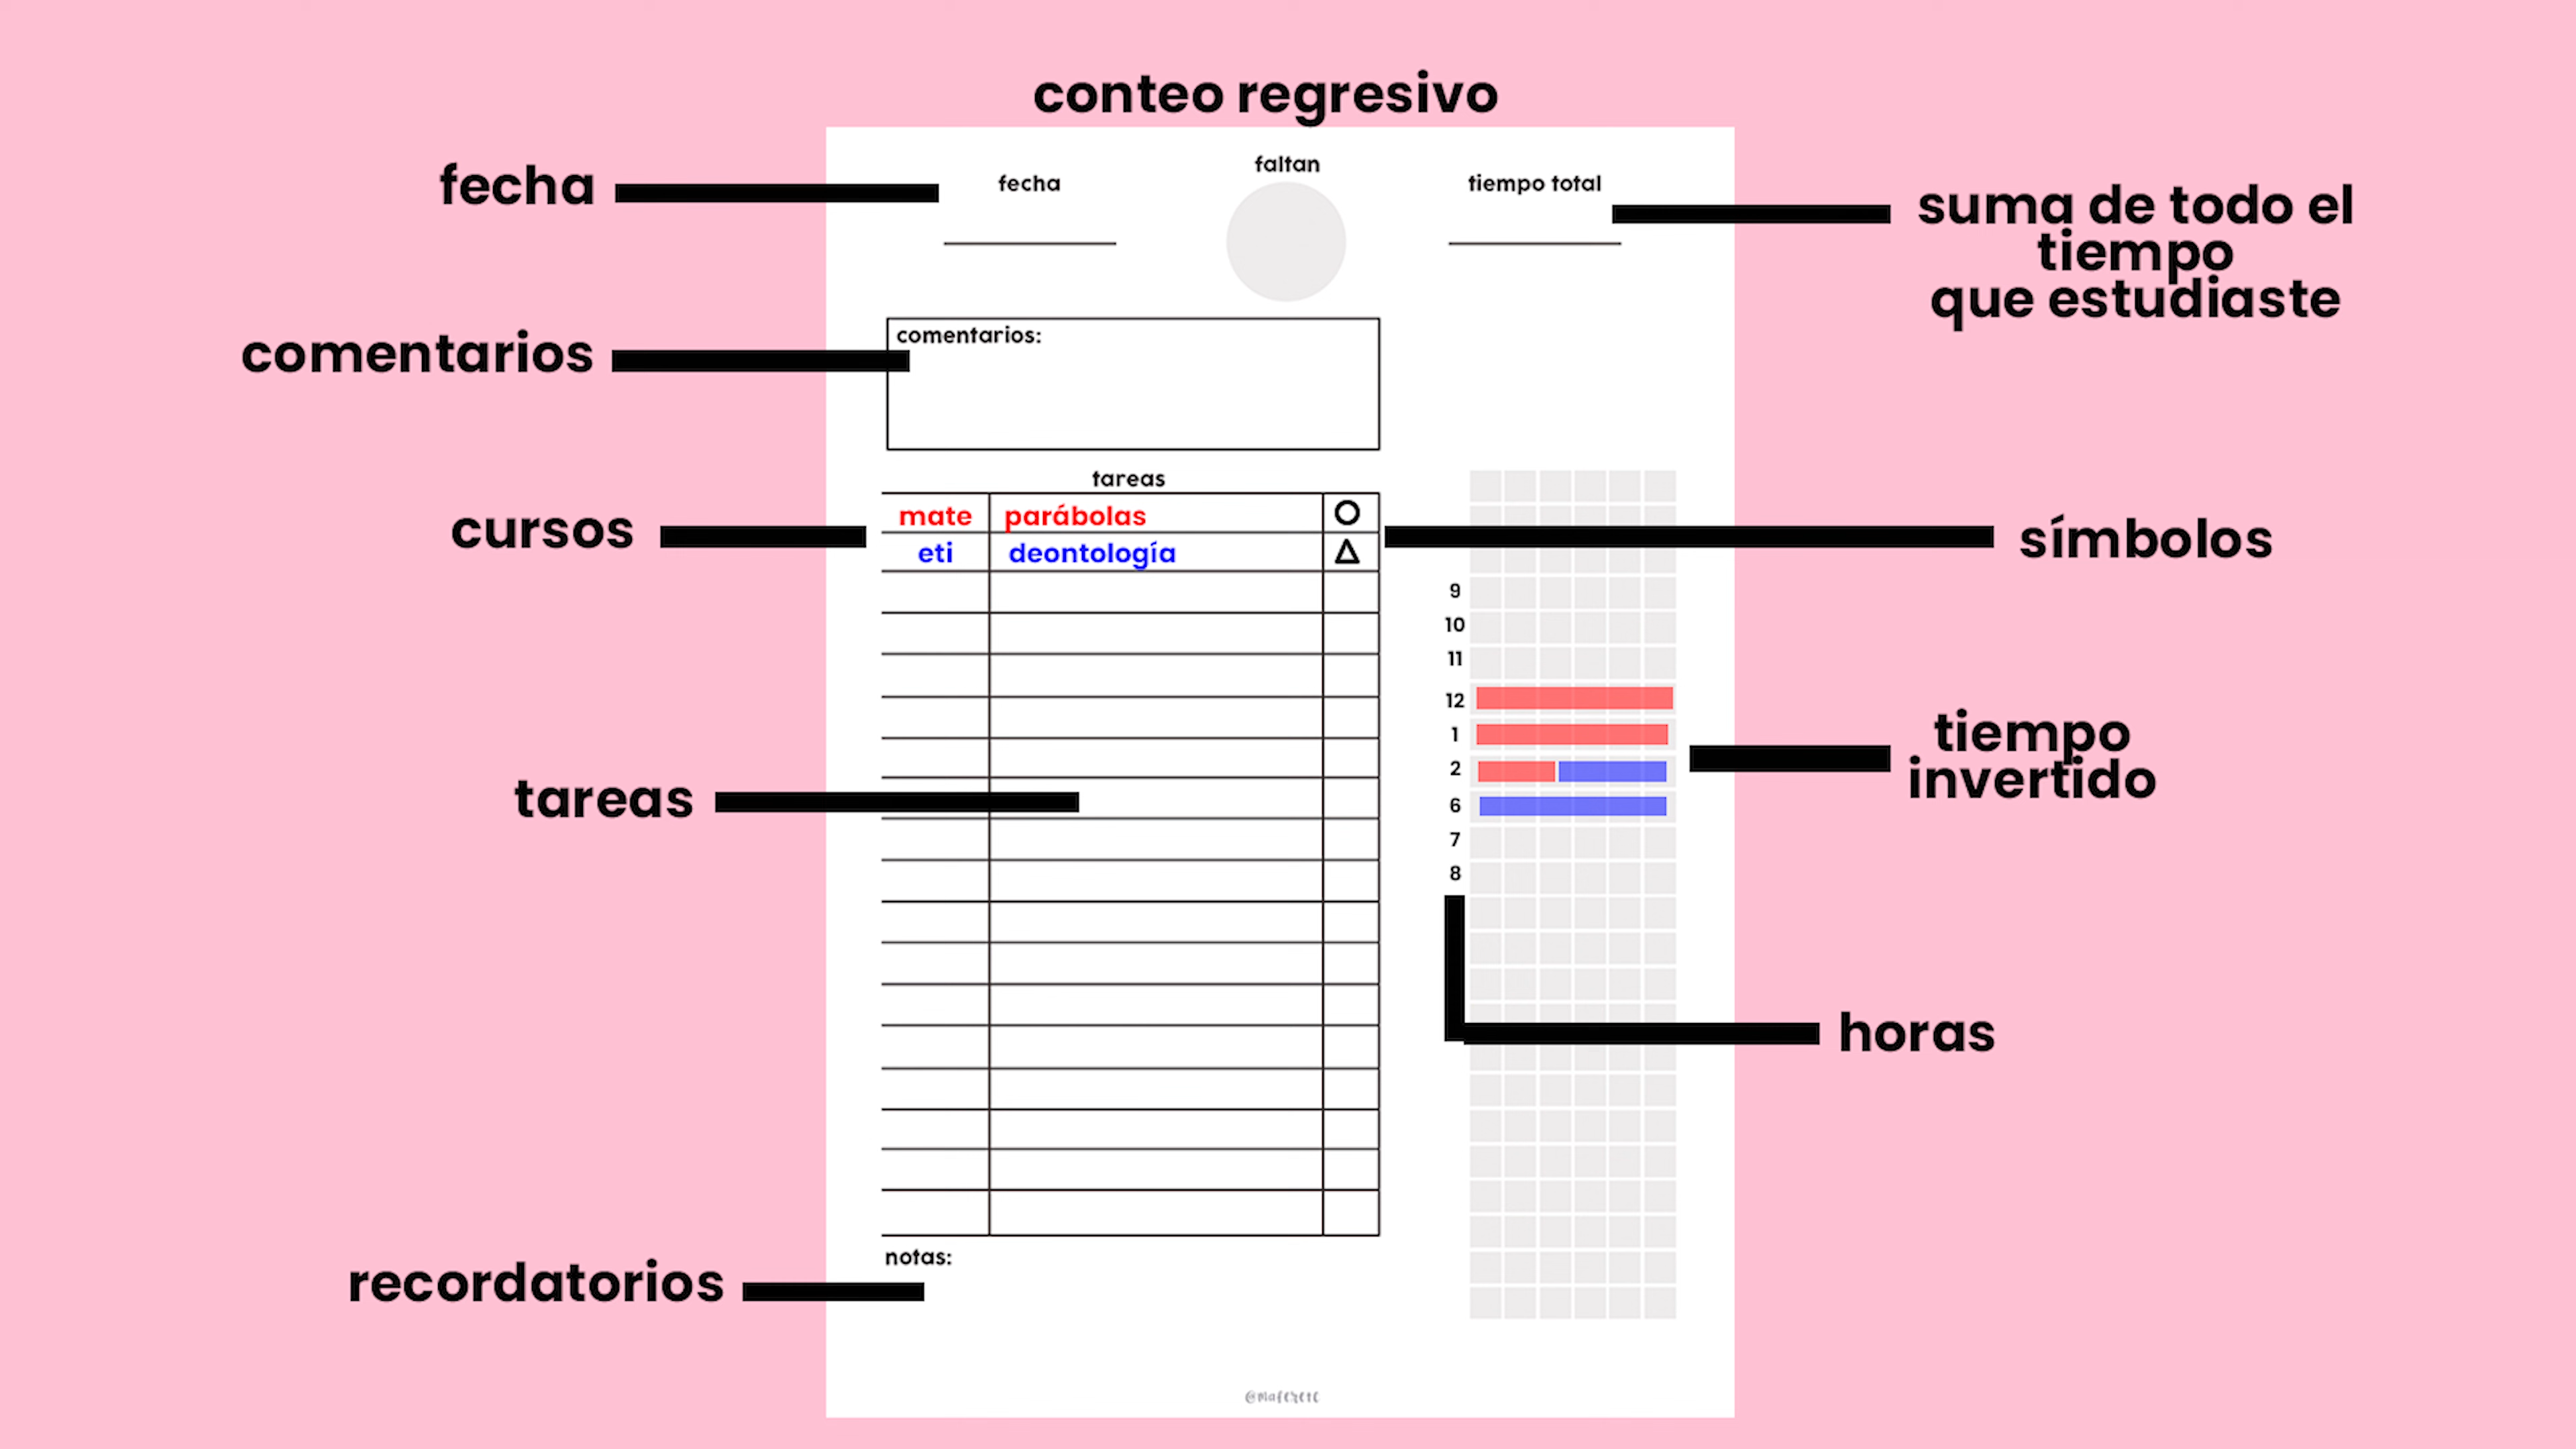 conteo regresivo
fecha
fecha
faltan
tiempo total
suma de todo el
tiempo
que estudiaste
comentarios
comentarios:
tareas
cursos
mate parábolas
eti deontología
símbolos
9
10
11
12
1
2
6
7
8
tiempo
invertido
tareas
horas
notas:
recordatorios